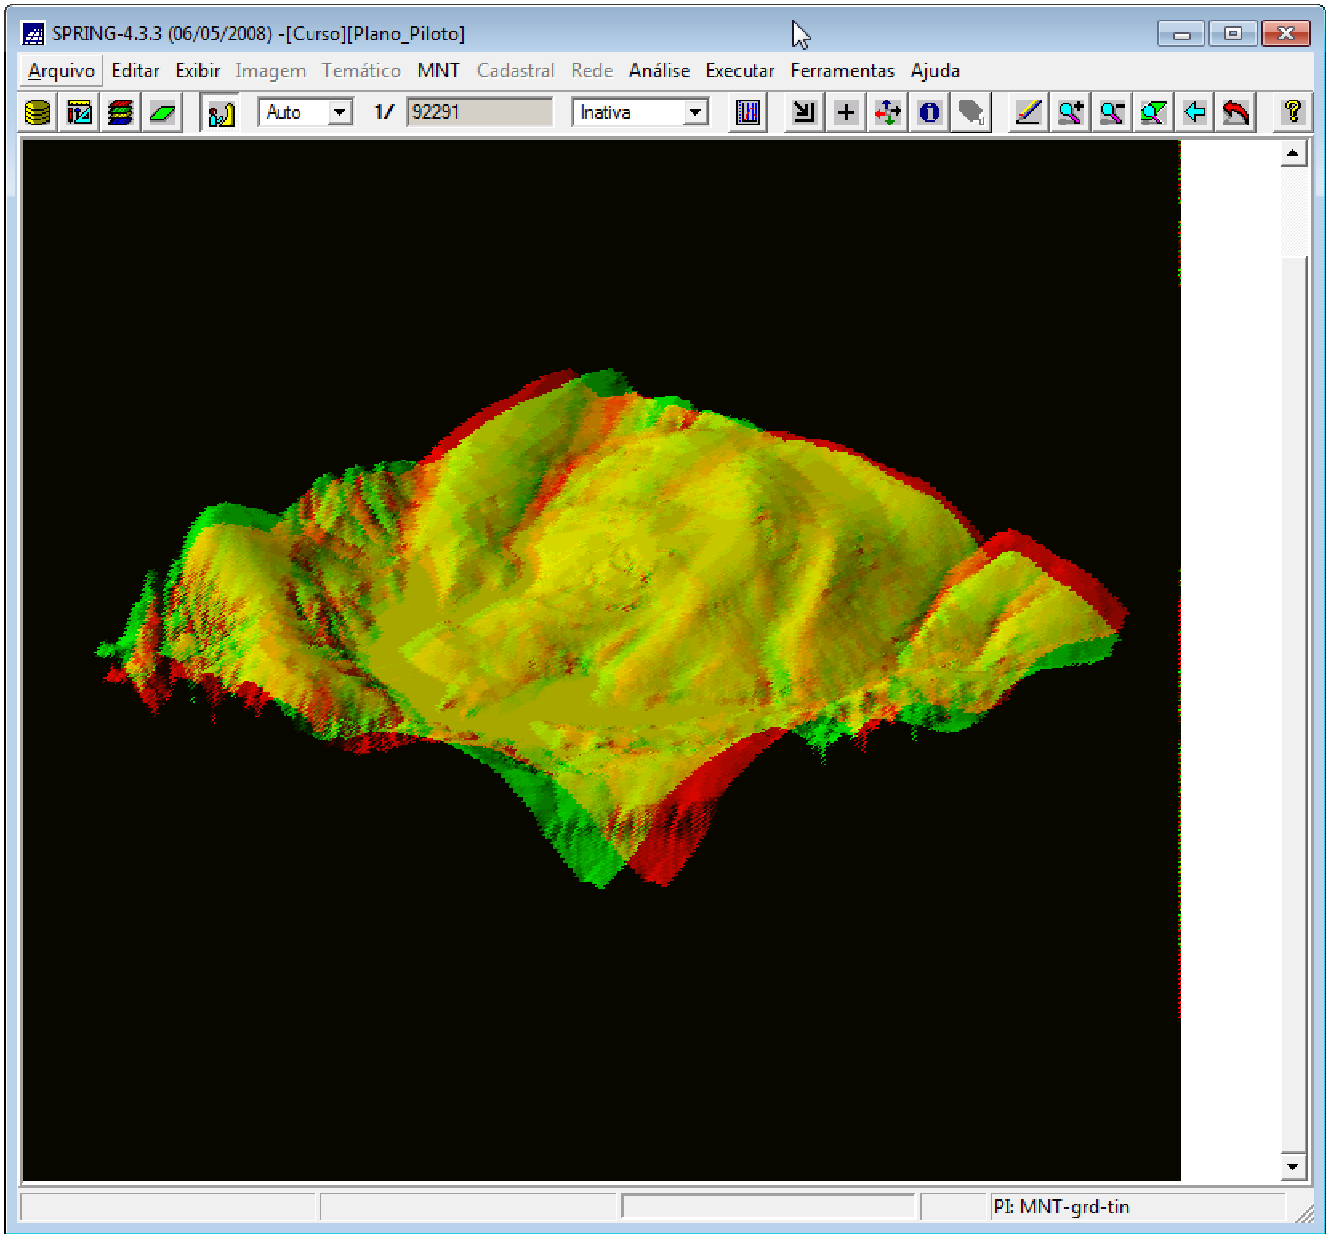 SPRING-4.3.3 (06/05/2008) -[Curso][Plano_Piloto]
Arquivo Editar Exibir Imagem Temático MNT Cadastral Rede Análise Executar Ferramentas Ajuda
Auto 1/ 92291 Inativa
PI: MNT-grd-tin